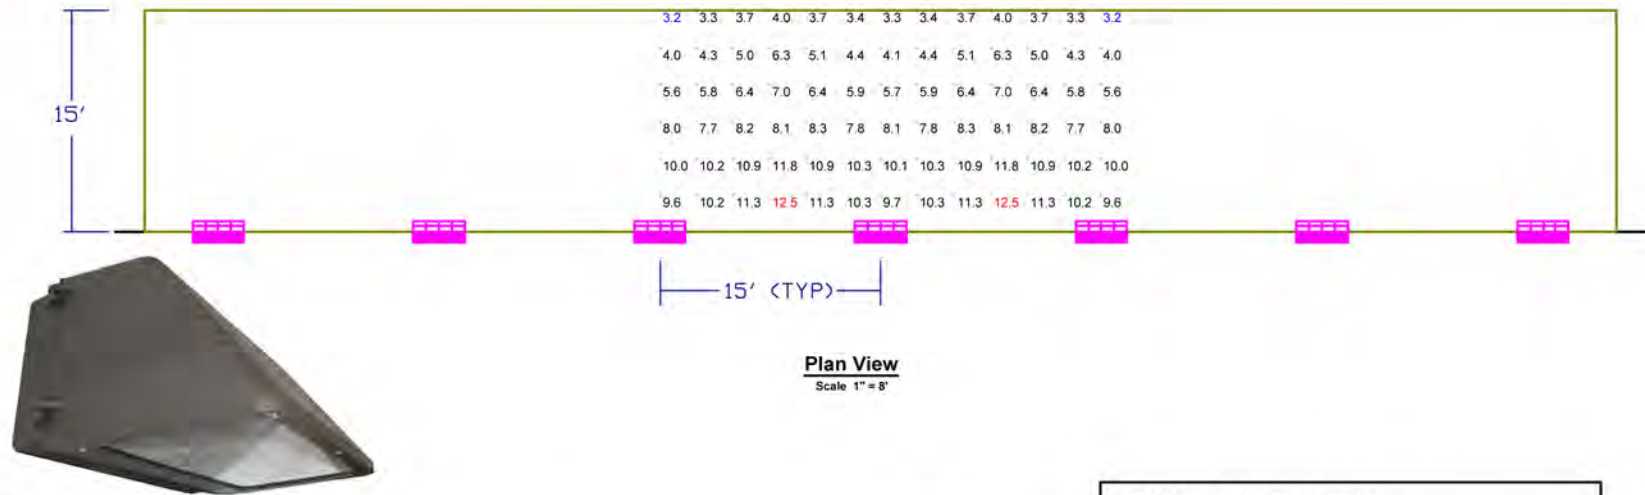 3.2 3.3 3.7 4.0 3.7 3.4 3.3 3.4 3.7 4.0 3.7 3.3 3.2
4.0 4.3 5.0 6.3 5.1 4.4 4.1 4.4 5.1 6.3 5.0 4.3 4.0
5.6 5.8 6.4 7.0 6.4 5.9 5.7 5.9 6.4 7.0 6.4 5.8 5.6
15'
8.0 7.7 8.2 8.1 8.3 7.8 8.1 7.8 8.3 8.1 8.2 7.7 8.0
10.0 10.2 10.9 11.8 10.9 10.3 10.1 10.3 10.9 11.8 10.9 10.2 10.0
9.6 10.2 11.3 12.5 11.3 10.3 9.7 10.3 11.3 12.5 11.3 10.2 9.6
15' (TYP)
Plan View
Scale 1" = 8'